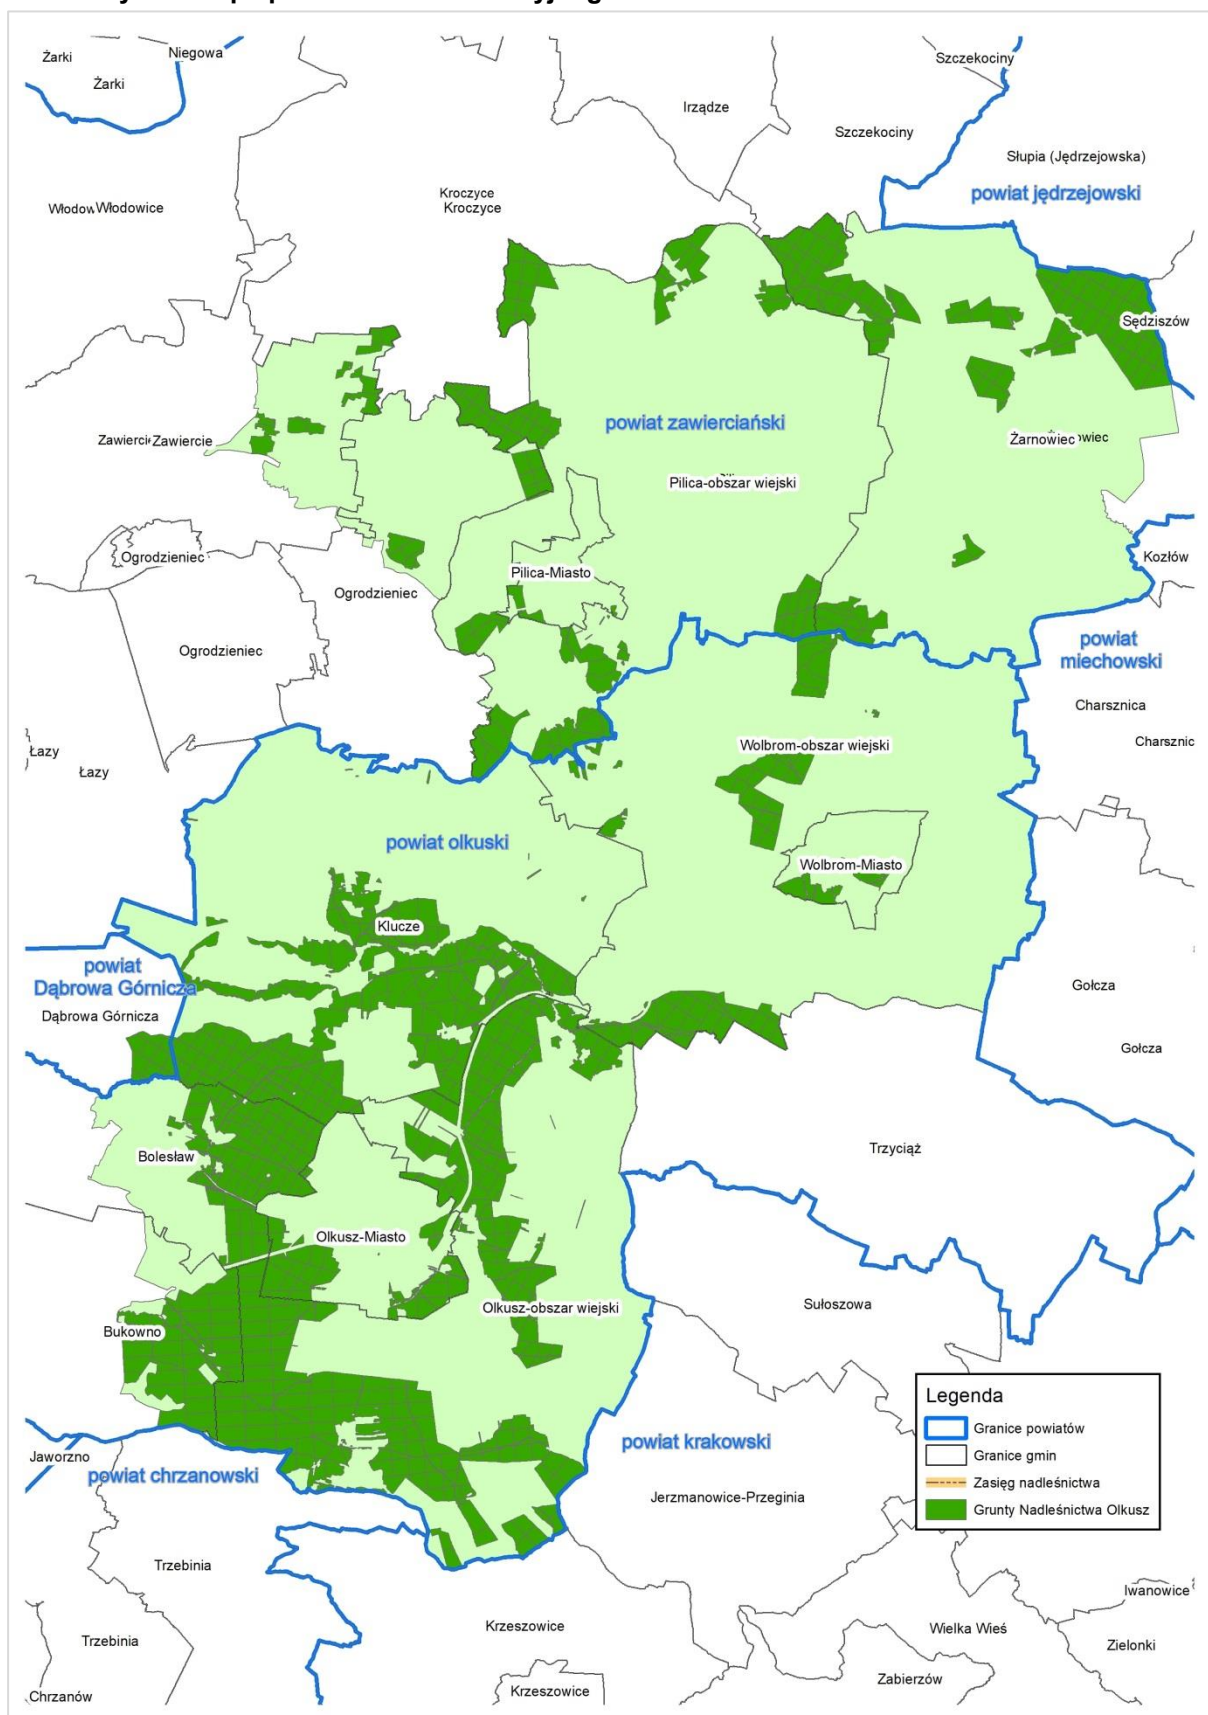 Żarki
Niegowa
Żarki
Szczekociny
Irządze
Szczekociny
Słupia (Jędrzejowska)
powiat jędrzejowski
Kroczyce
Kroczyce
Włodowice
Sędziszów
powiat zawierciański
Zawierci
Zawiercie
Żarnowiec
Pilica-obszar wiejski
Ogrodzieniec
Kozłów
Pilica-Miasto
Ogrodzieniec
Ogrodzieniec
powiat
miechowski
Charsznica
Łazy
Wolbrom-obszar wiejski
Łazy
powiat olkuski
Wolbrom-Miasto
Klucze
powiat
Dąbrowa Górnicza
Dąbrowa Górnicza
Gołcza
Gołcza
Trzyciąż
Bolesław
Olkusz-Miasto
Sułoszowa
Olkusz-obszar wiejski
Bukowno
Legenda
Granice powiatów
Granice gmin
Zasięg nadleśnictwa
Grunty Nadleśnictwa Olkusz
powiat krakowski
Jaworzno
powiat chrzanowski
Jerzmanowice-Przeginia
Trzebinia
Iwanowice
Krzeszowice
Wielka Wieś
Trzebinia
Zielonki
Zabierzów
Krzeszowice
Chrzanów